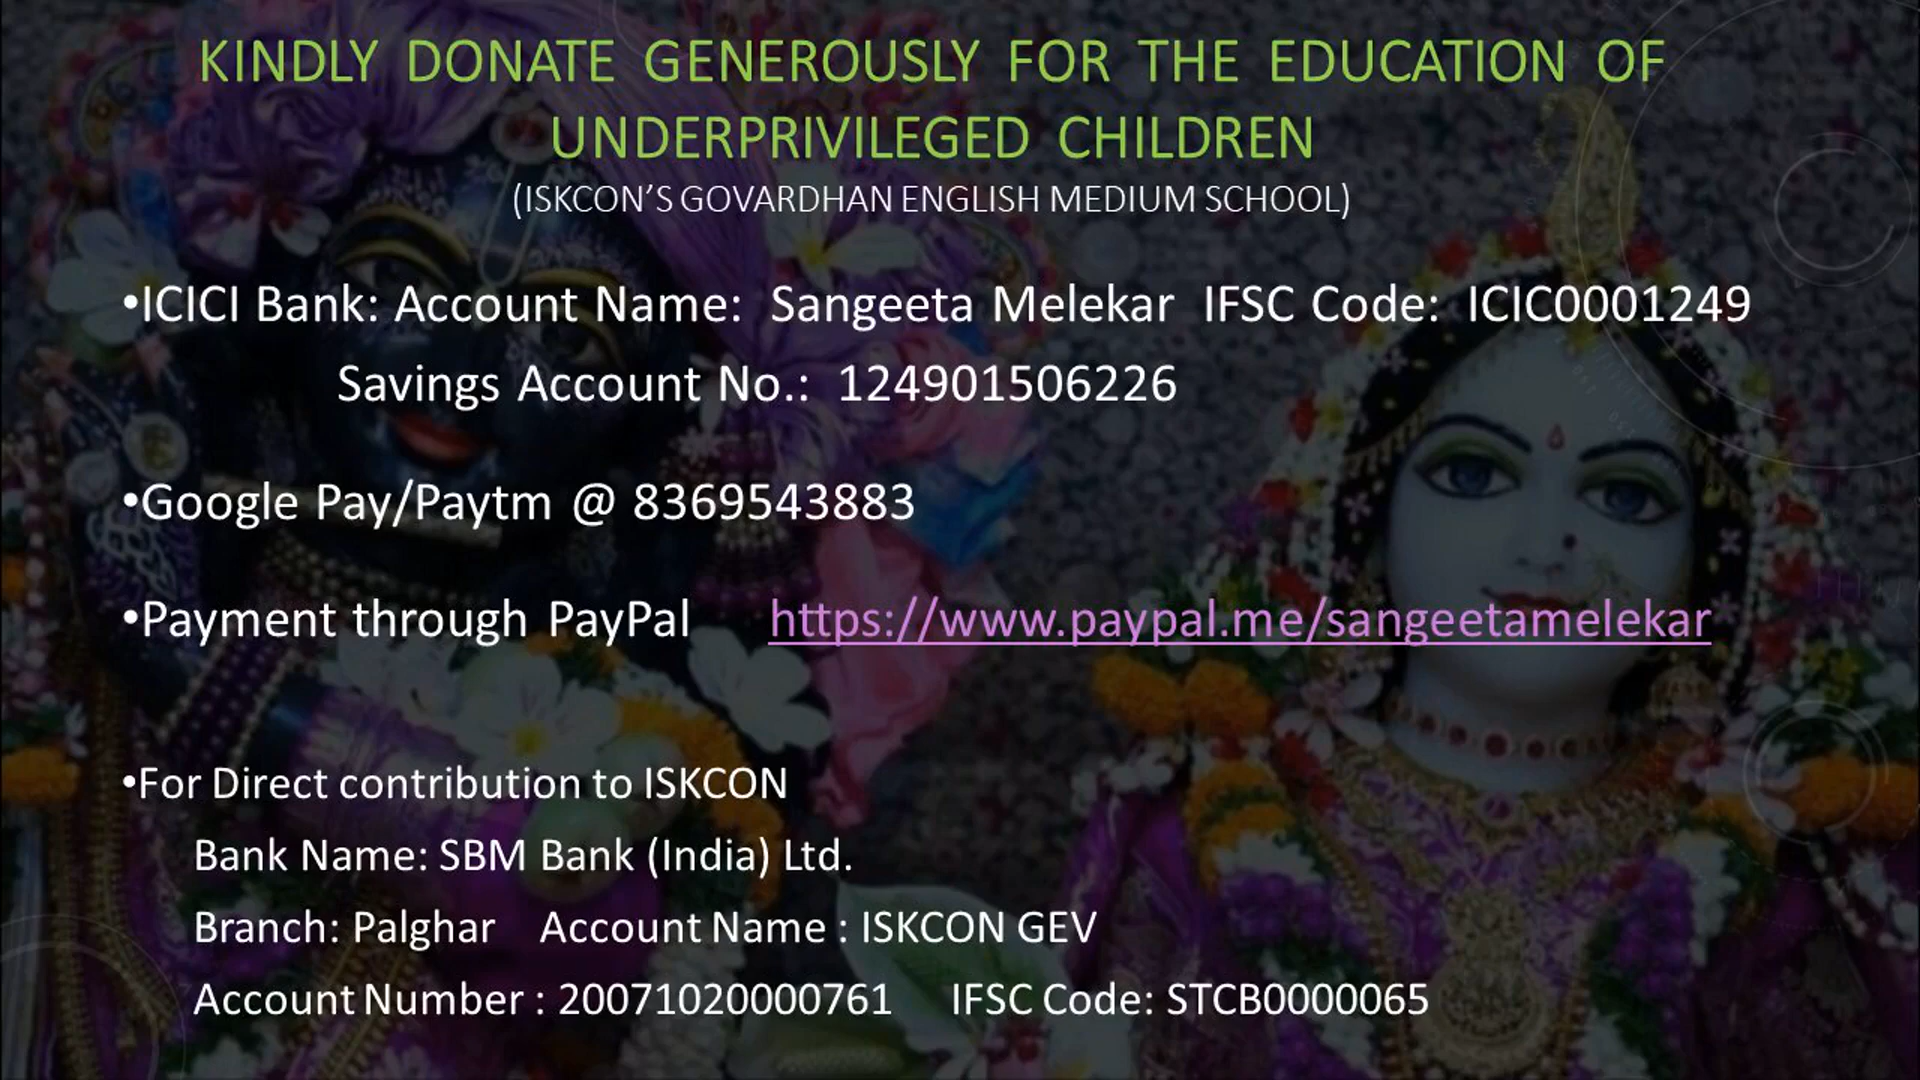 KINDLY DONATE GENEROUSLY FOR THE EDUCATION OF
UNDERPRIVILEGED CHILDREN
(ISKCON’S GOVARDHAN ENGLISH MEDIUM SCHOOL)
•ICICI Bank: Account Name: Sangeeta Melekar IFSC Code: ICIC0001249
Savings Account No.: 124901506226
•Google Pay/Paytm @ 8369543883
•Payment through PayPal https://www.paypal.me/sangeetamelekar
•For Direct contribution to ISKCON
Bank Name: SBM Bank (India) Ltd.
Branch: Palghar Account Name : ISKCON GEV
Account Number : 20071020000761 IFSC Code: STCB0000065